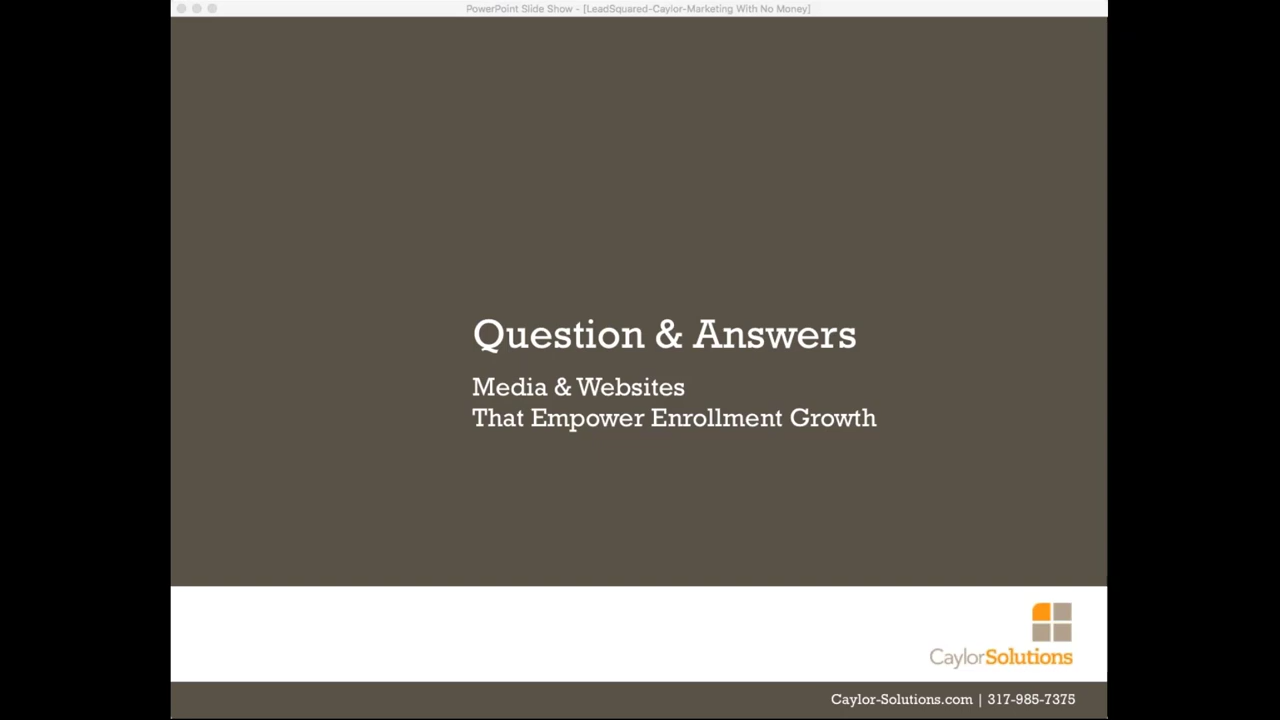 PowerPoint Slide Show - [LeadSquared-Caylor-Marketing With No Money]
Question & Answers
Media & Websites
That Empower Enrollment Growth
CaylorSolutions
Caylor-Solutions.com | 317-985-7375